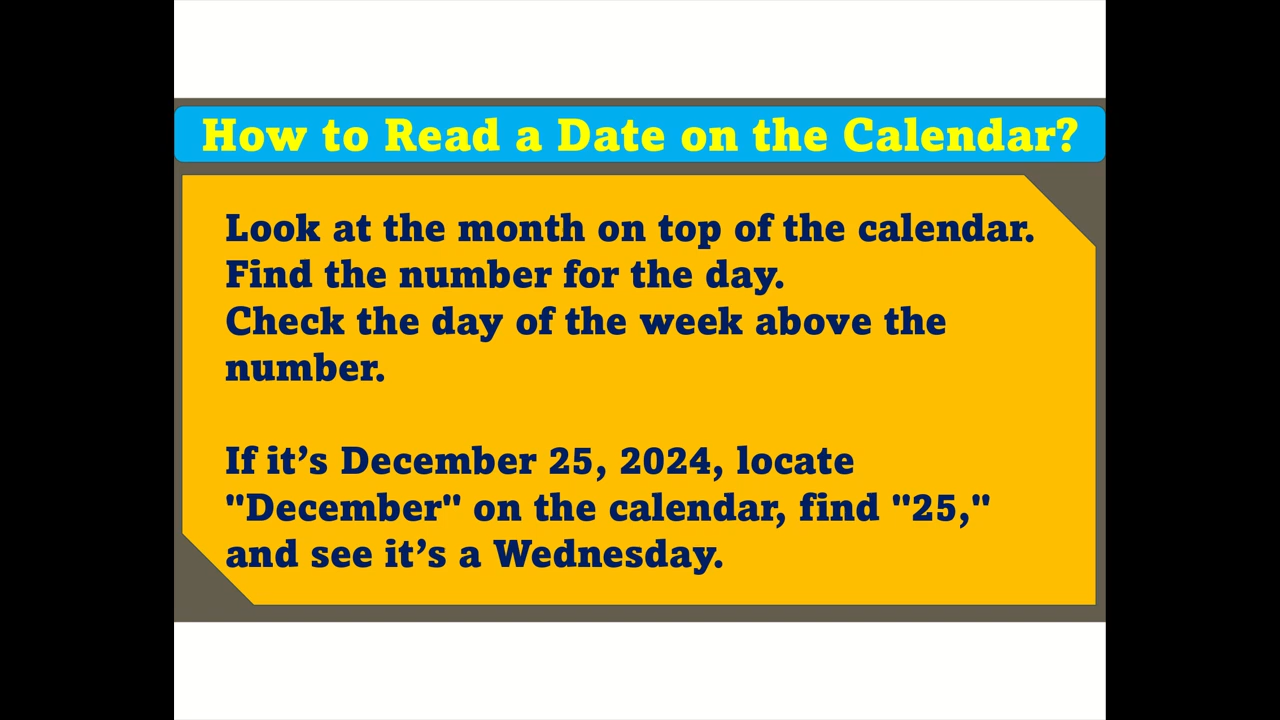 How to Read a Date on the Calendar?
Look at the month on top of the calendar.
Find the number for the day.
Check the day of the week above the
number.
If it’s December 25, 2024, locate
"December" on the calendar, find "25,"
and see it’s a Wednesday.